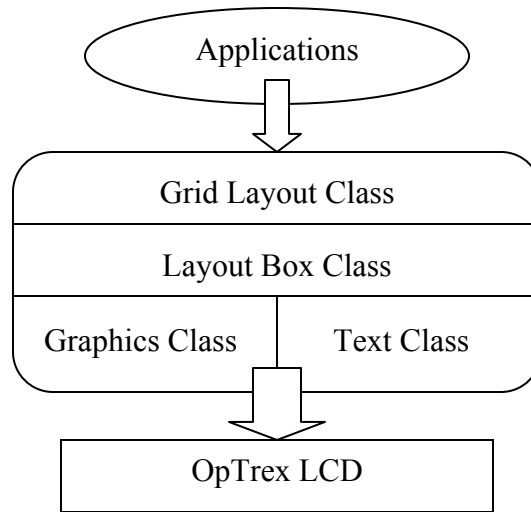 Applications
Grid Layout Class
Layout Box Class
Graphics Class
Text Class
OpTrex LCD